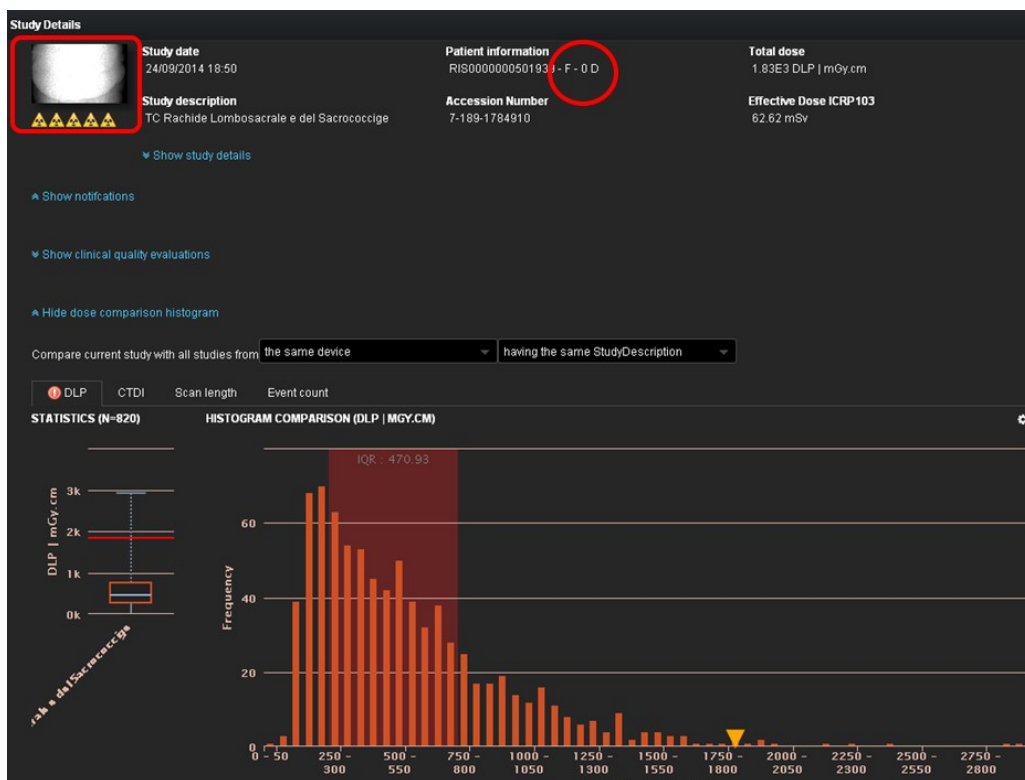 Study Details
Study date
24/09/2014 18:50
Patient information
- F - 0 D
Total dose
1.83E3 DLP | mGy.cm
Study description
TC Rachide Lombosacrale e del Sacrococcige
Accession Number
7-189-1784910
Effective Dose ICRP103
62.62 mSv
Show study details
Show notifcations
Show clinical quality evaluations
Hide dose comparison histogram
Compare current study with all studies from the same device having the same StudyDescription
DLP CTDI Scan length Event count
STATISTICS (N=820)
HISTOGRAM COMPARISON (DLP | MGY.CM)
IQR : 470.93
DLP | mGy.cm
3k
2k
1k
0k
Frequency
60
40
20
0
0 - 50
250 - 300
500 - 550
750 - 800
1000 - 1050
1250 - 1300
1550 - 1550
1750 - 1800
2000 - 2050
2250 - 2300
2500 - 2550
2750 - 2800